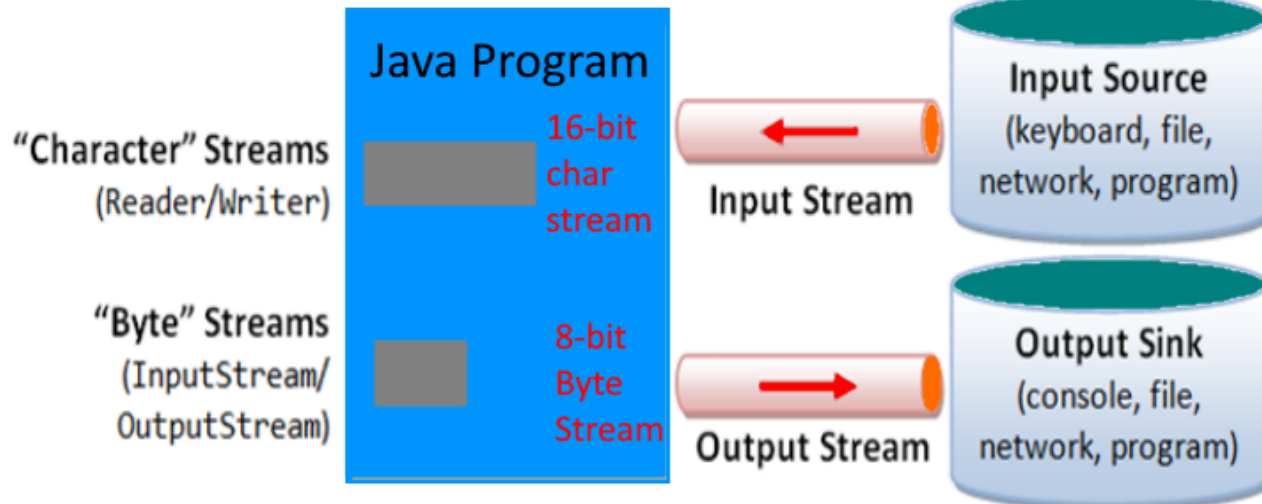 "Character" Streams
(Reader/Writer)
"Byte" Streams
(InputStream/
OutputStream)
Java Program
16-bit
char
stream
8-bit
Byte
Stream
Input Stream
Output Stream
Input Source
(keyboard, file,
network, program)
Output Sink
(console, file,
network, program)